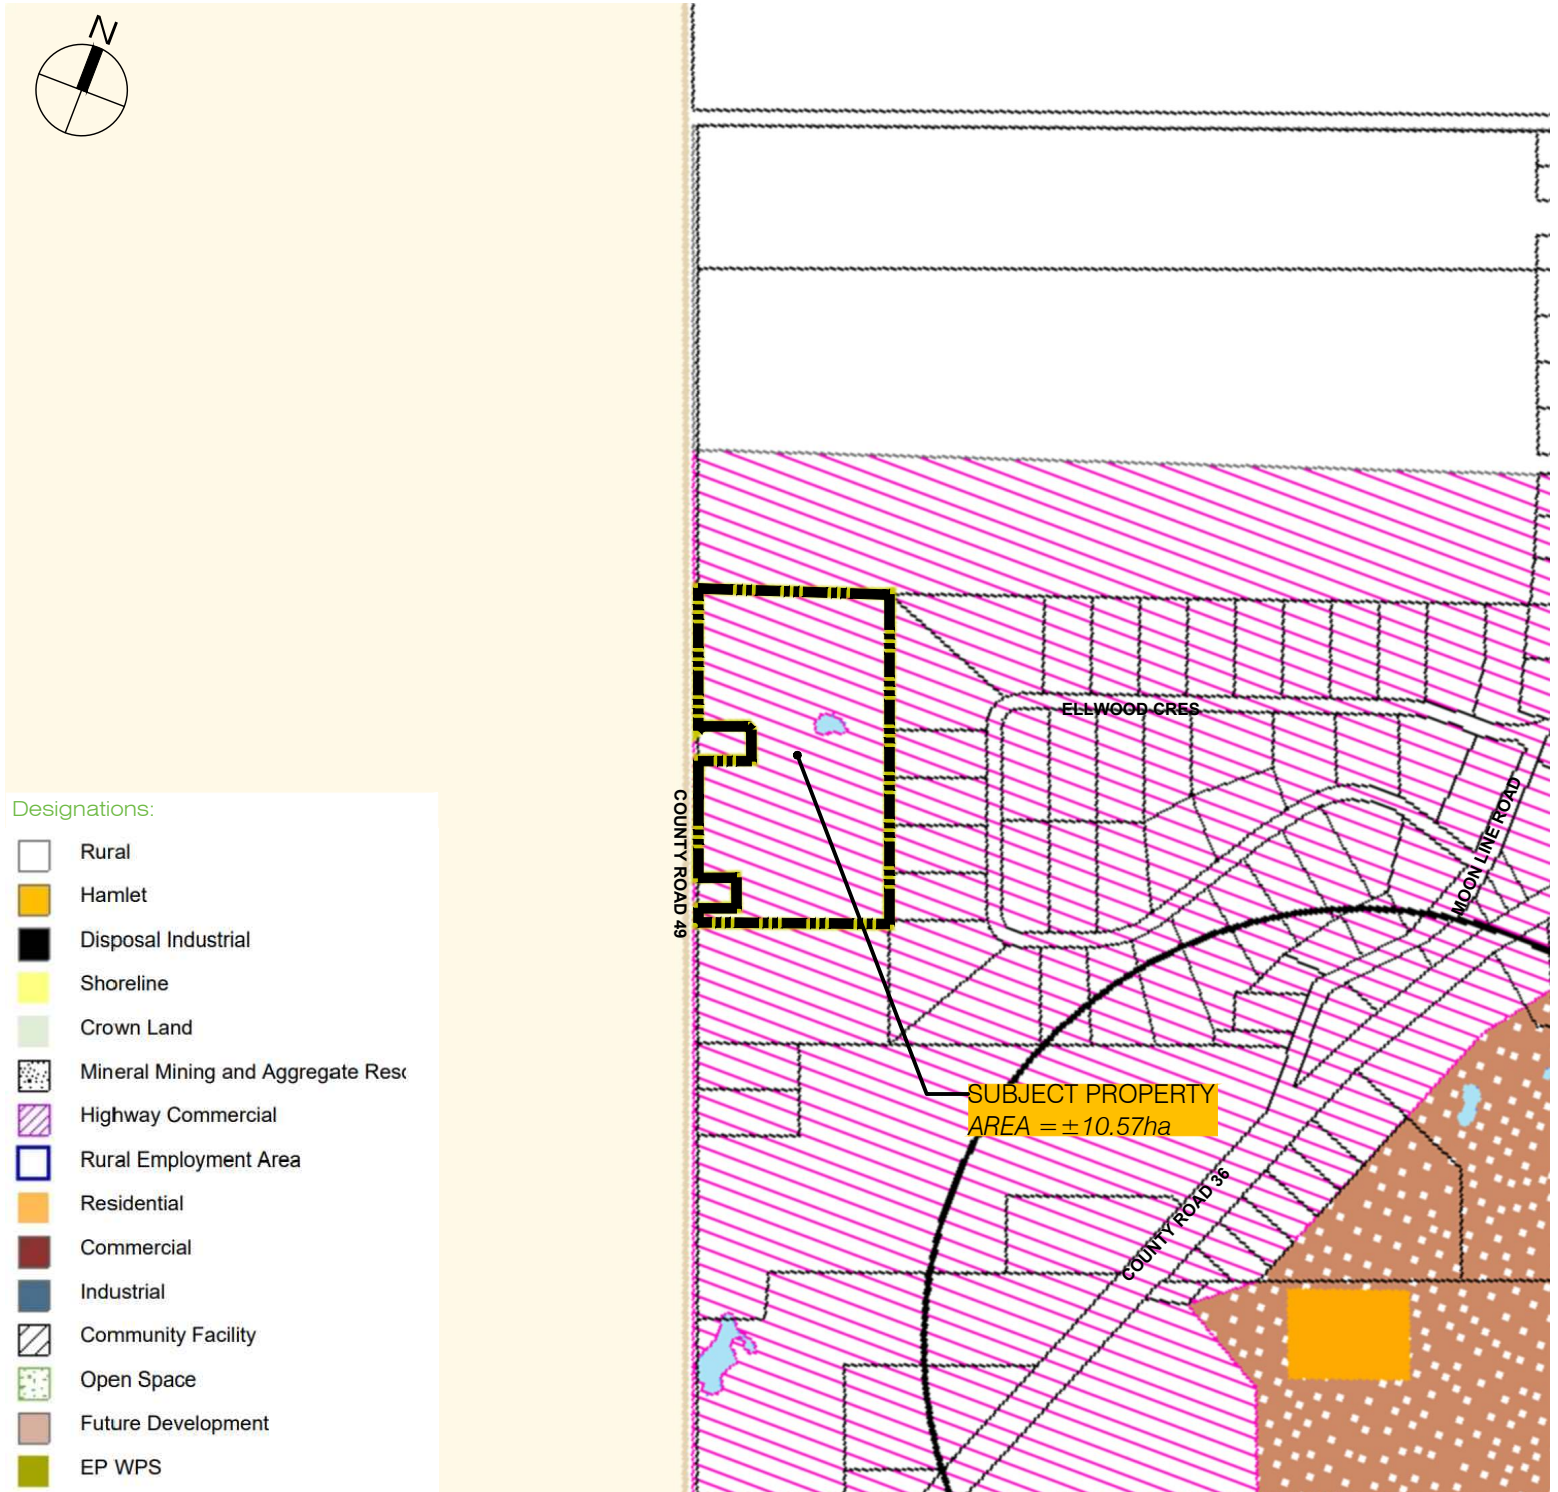 N
ELLWOOD CRES
MOON LINE ROAD
COUNTY ROAD 49
SUBJECT PROPERTY
AREA = ±10.57ha
COUNTY ROAD 36
Designations:
Rural
Hamlet
Disposal Industrial
Shoreline
Crown Land
Mineral Mining and Aggregate Resc
Highway Commercial
Rural Employment Area
Residential
Commercial
Industrial
Community Facility
Open Space
Future Development
EP WPS